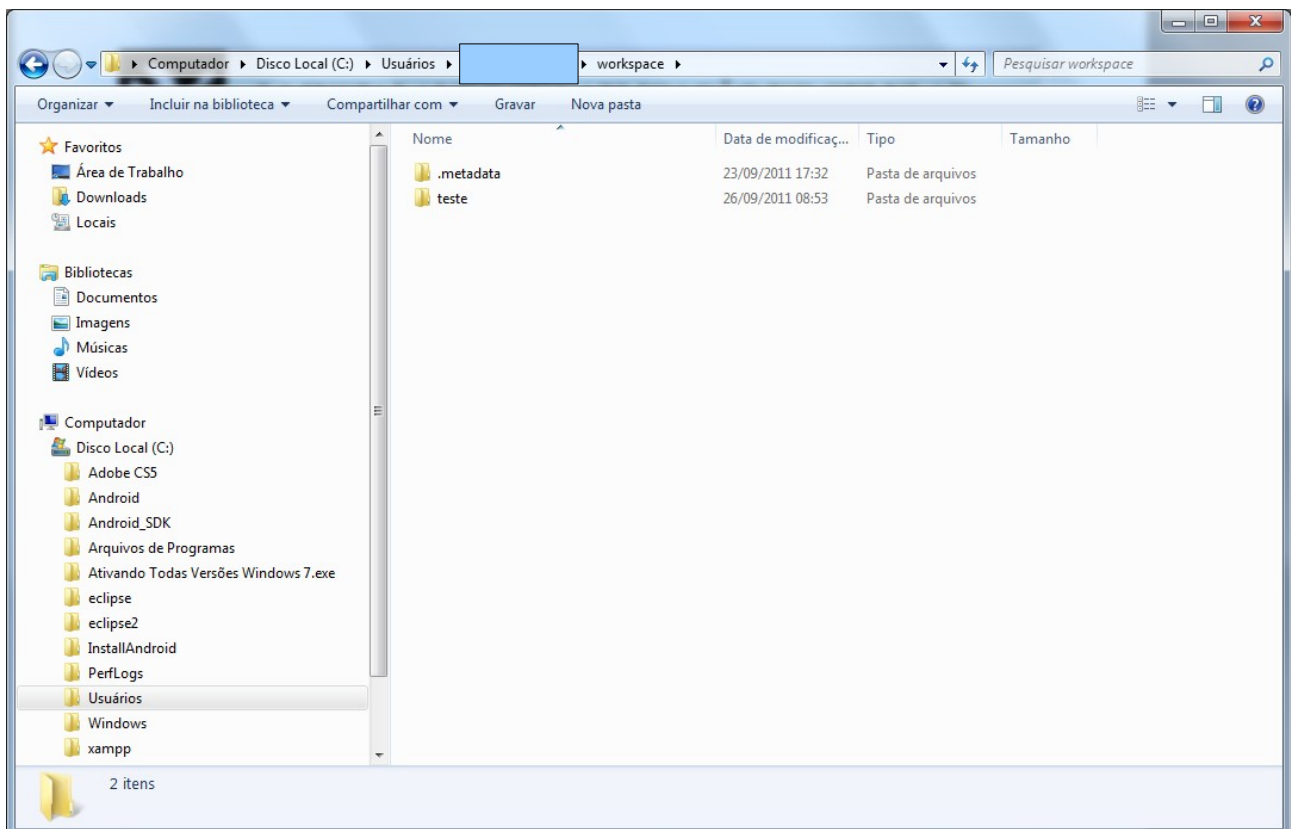 Computador Disco Local (C:) Usuários workspace Pesquisar workspace
Organizar Incluir na biblioteca Compartilhar com Gravar Nova pasta
Favoritos
Área de Trabalho
Downloads
Locais
Bibliotecas
Documentos
Imagens
Músicas
Vídeos
Computador
Disco Local (C:)
Adobe CS5
Android
Android_SDK
Arquivos de Programas
Ativando Todas Versões Windows 7.exe
eclipse
eclipse2
InstallAndroid
PerfLogs
Usuários
Windows
xampp
Nome Data de modificaç... Tipo Tamanho
.metadata 23/09/2011 17:32 Pasta de arquivos
teste 26/09/2011 08:53 Pasta de arquivos
2 itens